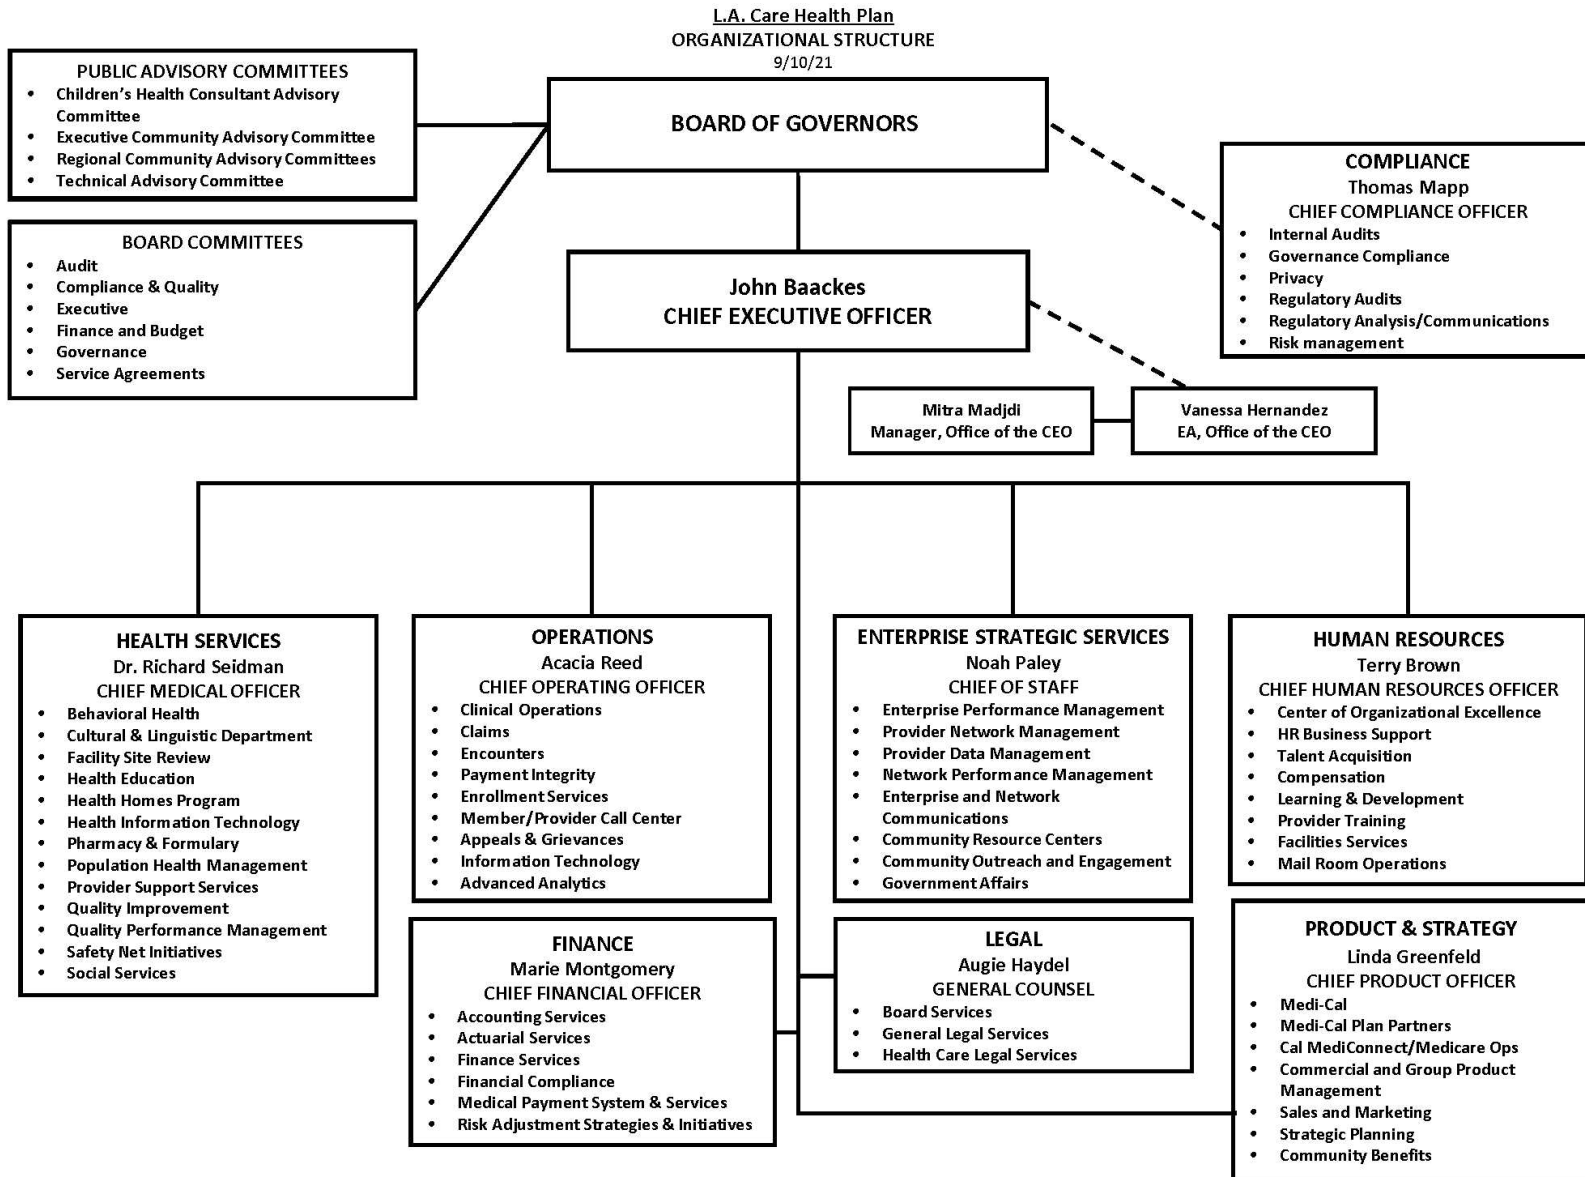 L.A. Care Health Plan
ORGANIZATIONAL STRUCTURE
9/10/21
PUBLIC ADVISORY COMMITTEES
• Children's Health Consultant Advisory
Committee
• Executive Community Advisory Committee
• Regional Community Advisory Committees
• Technical Advisory Committee
BOARD OF GOVERNORS
COMPLIANCE
Thomas Mapp
CHIEF COMPLIANCE OFFICER
• Internal Audits
• Governance Compliance
• Privacy
• Regulatory Audits
• Regulatory Analysis/Communications
• Risk management
BOARD COMMITTEES
• Audit
• Compliance & Quality
• Executive
• Finance and Budget
• Governance
• Service Agreements
John Baackes
CHIEF EXECUTIVE OFFICER
Mitra Madjdi
Manager, Office of the CEO
Vanessa Hernandez
EA, Office of the CEO
HEALTH SERVICES
Dr. Richard Seidman
CHIEF MEDICAL OFFICER
• Behavioral Health
• Cultural & Linguistic Department
• Facility Site Review
• Health Education
• Health Homes Program
• Health Information Technology
• Pharmacy & Formulary
• Population Health Management
• Provider Support Services
• Quality Improvement
• Quality Performance Management
• Safety Net Initiatives
• Social Services
OPERATIONS
Acacia Reed
CHIEF OPERATING OFFICER
• Clinical Operations
• Claims
• Encounters
• Payment Integrity
• Enrollment Services
• Member/Provider Call Center
• Appeals & Grievances
• Information Technology
• Advanced Analytics
ENTERPRISE STRATEGIC SERVICES
Noah Paley
CHIEF OF STAFF
• Enterprise Performance Management
• Provider Network Management
• Provider Data Management
• Network Performance Management
• Enterprise and Network
Communications
• Community Resource Centers
• Community Outreach and Engagement
• Government Affairs
HUMAN RESOURCES
Terry Brown
CHIEF HUMAN RESOURCES OFFICER
• Center of Organizational Excellence
• HR Business Support
• Talent Acquisition
• Compensation
• Learning & Development
• Provider Training
• Facilities Services
• Mail Room Operations
FINANCE
Marie Montgomery
CHIEF FINANCIAL OFFICER
• Accounting Services
• Actuarial Services
• Finance Services
• Financial Compliance
• Medical Payment System & Services
• Risk Adjustment Strategies & Initiatives
LEGAL
Augie Haydel
GENERAL COUNSEL
• Board Services
• General Legal Services
• Health Care Legal Services
PRODUCT & STRATEGY
Linda Greenfeld
CHIEF PRODUCT OFFICER
• Medi-Cal
• Medi-Cal Plan Partners
• Cal MediConnect/Medicare Ops
• Commercial and Group Product
Management
• Sales and Marketing
• Strategic Planning
• Community Benefits